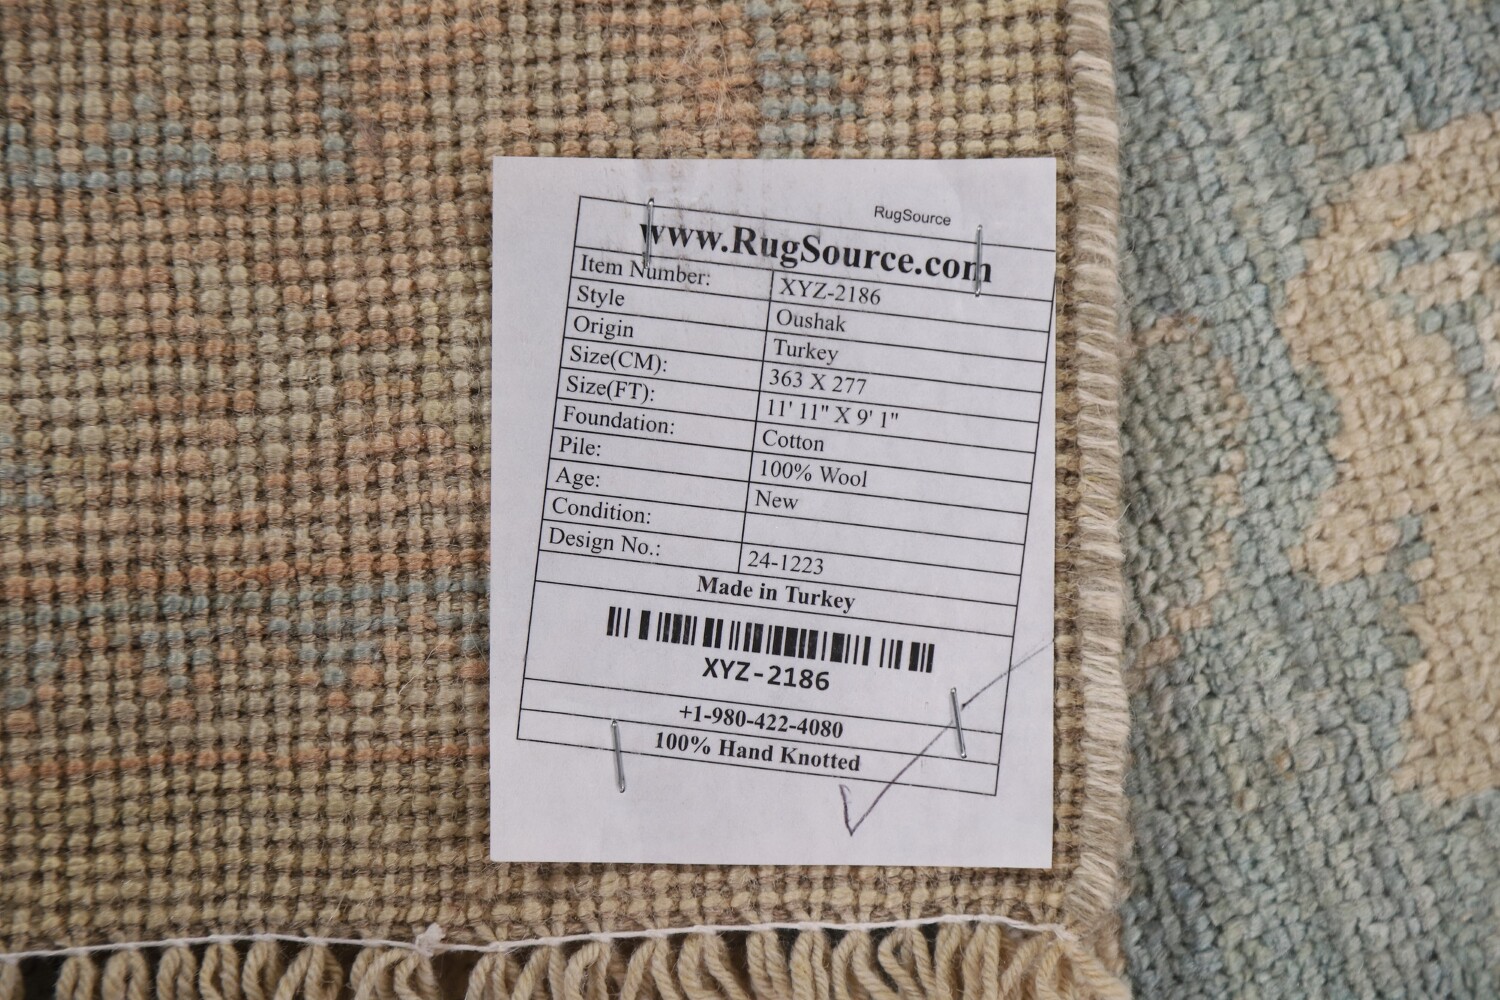 RugSource
www.RugSource.com
Item Number: XYZ-2186
Style Oushak
Origin Turkey
Size(CM): 363 X 277
Size(FT): 11' 11" X 9' 1"
Foundation: Cotton
Pile: 100% Wool
Age: New
Condition:
Design No.: 24-1223
Made in Turkey
XYZ-2186
+1-980-422-4080
100% Hand Knotted